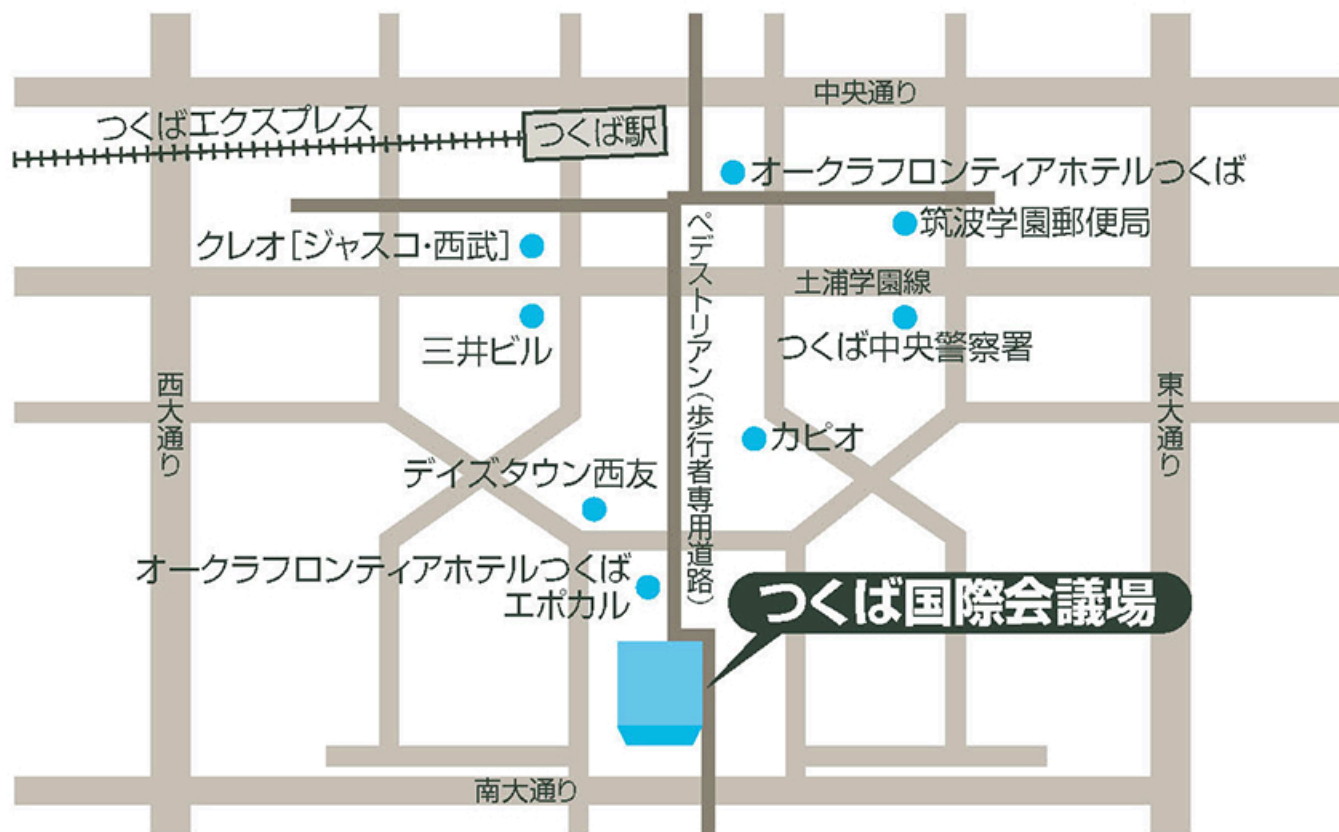 中央通り
つくばエクスプレス
つくば駅
オークラフロンティアホテルつくば
筑波学園郵便局
クレオ[ジャスコ・西武]
土浦学園線
三井ビル
つくば中央警察署
ペデストリアン(歩行者専用道路)
西大通り
東大通り
カピオ
デイズタウン西友
オークラフロンティアホテルつくば
エポカル
つくば国際会議場
南大通り